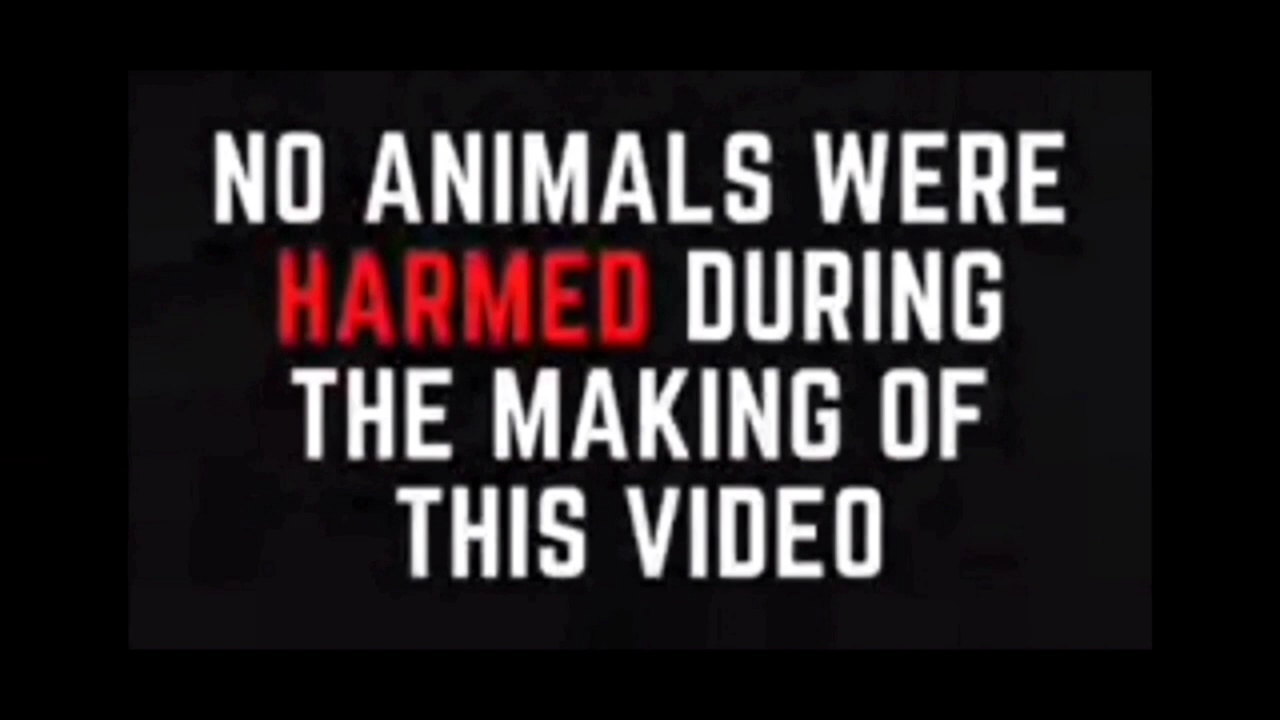 NO ANIMALS WERE
HARMED DURING
THE MAKING OF
THIS VIDEO